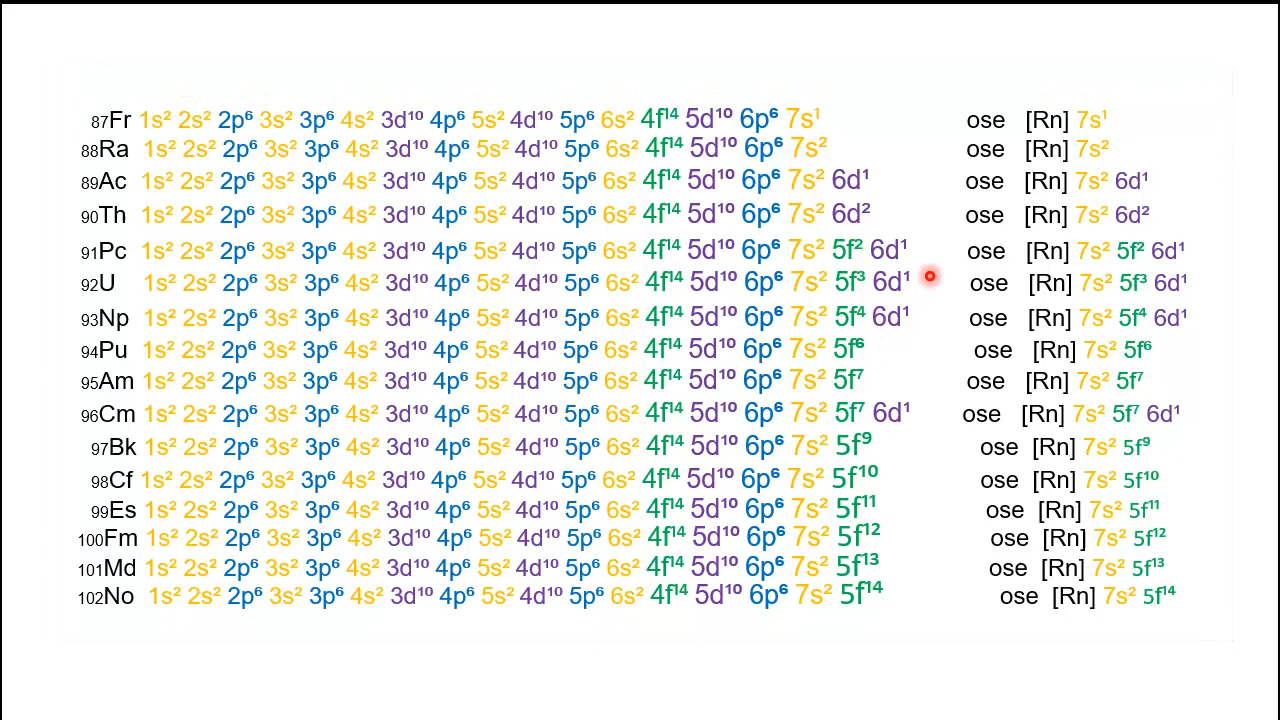 ₈₇Fr 1s² 2s² 2p⁶ 3s² 3p⁶ 4s² 3d¹⁰ 4p⁶ 5s² 4d¹⁰ 5p⁶ 6s² 4f¹⁴ 5d¹⁰ 6p⁶ 7s¹ ose [Rn] 7s¹
₈₈Ra 1s² 2s² 2p⁶ 3s² 3p⁶ 4s² 3d¹⁰ 4p⁶ 5s² 4d¹⁰ 5p⁶ 6s² 4f¹⁴ 5d¹⁰ 6p⁶ 7s² ose [Rn] 7s²
₈₉Ac 1s² 2s² 2p⁶ 3s² 3p⁶ 4s² 3d¹⁰ 4p⁶ 5s² 4d¹⁰ 5p⁶ 6s² 4f¹⁴ 5d¹⁰ 6p⁶ 7s² 6d¹ ose [Rn] 7s² 6d¹
₉₀Th 1s² 2s² 2p⁶ 3s² 3p⁶ 4s² 3d¹⁰ 4p⁶ 5s² 4d¹⁰ 5p⁶ 6s² 4f¹⁴ 5d¹⁰ 6p⁶ 7s² 6d² ose [Rn] 7s² 6d²
₉₁Pc 1s² 2s² 2p⁶ 3s² 3p⁶ 4s² 3d¹⁰ 4p⁶ 5s² 4d¹⁰ 5p⁶ 6s² 4f¹⁴ 5d¹⁰ 6p⁶ 7s² 5f² 6d¹ ose [Rn] 7s² 5f² 6d¹
₉₂U 1s² 2s² 2p⁶ 3s² 3p⁶ 4s² 3d¹⁰ 4p⁶ 5s² 4d¹⁰ 5p⁶ 6s² 4f¹⁴ 5d¹⁰ 6p⁶ 7s² 5f³ 6d¹ ose [Rn] 7s² 5f³ 6d¹
₉₃Np 1s² 2s² 2p⁶ 3s² 3p⁶ 4s² 3d¹⁰ 4p⁶ 5s² 4d¹⁰ 5p⁶ 6s² 4f¹⁴ 5d¹⁰ 6p⁶ 7s² 5f⁴ 6d¹ ose [Rn] 7s² 5f⁴ 6d¹
₉₄Pu 1s² 2s² 2p⁶ 3s² 3p⁶ 4s² 3d¹⁰ 4p⁶ 5s² 4d¹⁰ 5p⁶ 6s² 4f¹⁴ 5d¹⁰ 6p⁶ 7s² 5f⁶ ose [Rn] 7s² 5f⁶
₉₅Am 1s² 2s² 2p⁶ 3s² 3p⁶ 4s² 3d¹⁰ 4p⁶ 5s² 4d¹⁰ 5p⁶ 6s² 4f¹⁴ 5d¹⁰ 6p⁶ 7s² 5f⁷ ose [Rn] 7s² 5f⁷
₉₆Cm 1s² 2s² 2p⁶ 3s² 3p⁶ 4s² 3d¹⁰ 4p⁶ 5s² 4d¹⁰ 5p⁶ 6s² 4f¹⁴ 5d¹⁰ 6p⁶ 7s² 5f⁷ 6d¹ ose [Rn] 7s² 5f⁷ 6d¹
₉₇Bk 1s² 2s² 2p⁶ 3s² 3p⁶ 4s² 3d¹⁰ 4p⁶ 5s² 4d¹⁰ 5p⁶ 6s² 4f¹⁴ 5d¹⁰ 6p⁶ 7s² 5f⁹ ose [Rn] 7s² 5f⁹
₉₈Cf 1s² 2s² 2p⁶ 3s² 3p⁶ 4s² 3d¹⁰ 4p⁶ 5s² 4d¹⁰ 5p⁶ 6s² 4f¹⁴ 5d¹⁰ 6p⁶ 7s² 5f¹⁰ ose [Rn] 7s² 5f¹⁰
₉₉Es 1s² 2s² 2p⁶ 3s² 3p⁶ 4s² 3d¹⁰ 4p⁶ 5s² 4d¹⁰ 5p⁶ 6s² 4f¹⁴ 5d¹⁰ 6p⁶ 7s² 5f¹¹ ose [Rn] 7s² 5f¹¹
₁₀₀Fm 1s² 2s² 2p⁶ 3s² 3p⁶ 4s² 3d¹⁰ 4p⁶ 5s² 4d¹⁰ 5p⁶ 6s² 4f¹⁴ 5d¹⁰ 6p⁶ 7s² 5f¹² ose [Rn] 7s² 5f¹²
₁₀₁Md 1s² 2s² 2p⁶ 3s² 3p⁶ 4s² 3d¹⁰ 4p⁶ 5s² 4d¹⁰ 5p⁶ 6s² 4f¹⁴ 5d¹⁰ 6p⁶ 7s² 5f¹³ ose [Rn] 7s² 5f¹³
₁₀₂No 1s² 2s² 2p⁶ 3s² 3p⁶ 4s² 3d¹⁰ 4p⁶ 5s² 4d¹⁰ 5p⁶ 6s² 4f¹⁴ 5d¹⁰ 6p⁶ 7s² 5f¹⁴ ose [Rn] 7s² 5f¹⁴